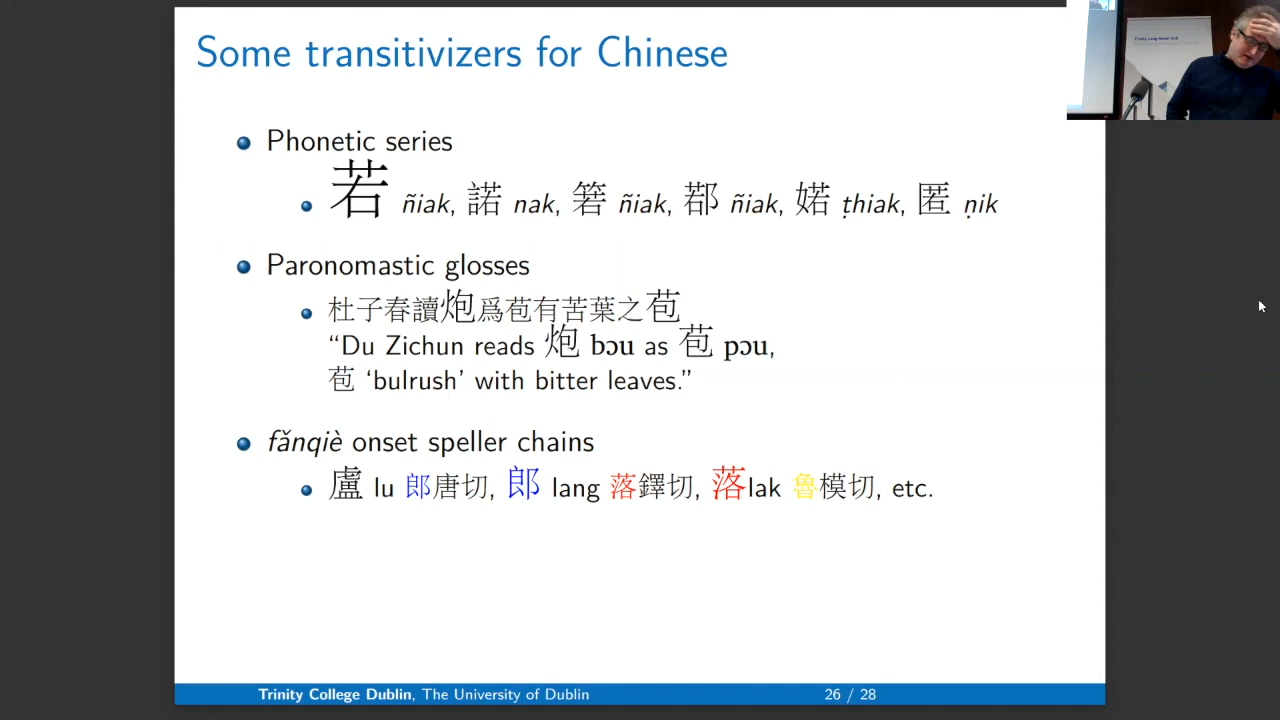 Some transitivizers for Chinese
Phonetic series
若 ñiak, 諾 nak, 箬 ñiak, 鄀 ñiak, 婼 ṭhiak, 匿 ṇik
Paronomastic glosses
杜子春讀炮爲苞有苦葉之苞
“Du Zichun reads 炮 bɔu as 苞 pɔu,
苞 ‘bulrush’ with bitter leaves.”
fǎnqiè onset speller chains
盧 lu 郎唐切, 郎 lang 落鐸切, 落lak 魯模切, etc.
Trinity College Dublin, The University of Dublin 26 / 28